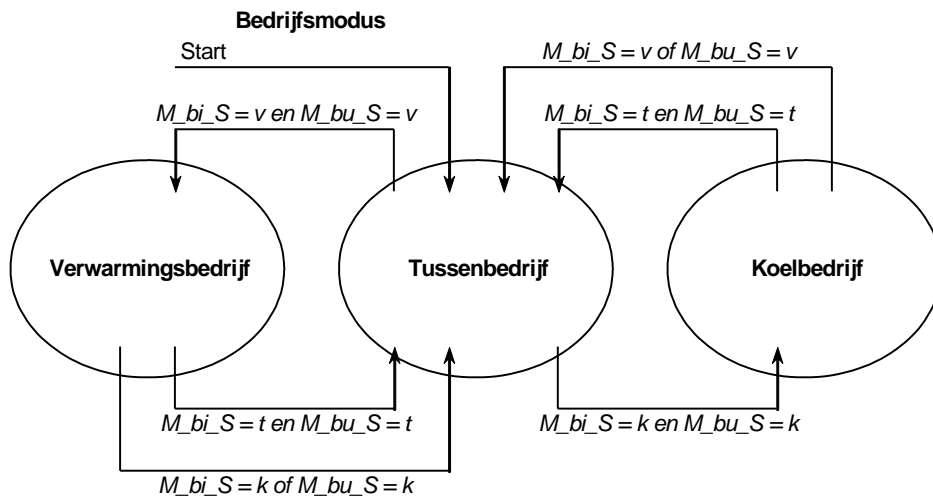 Bedrijfsmodus
Start
M_bi_S = v of M_bu_S = v
M_bi_S = v en M_bu_S = v
M_bi_S = t en M_bu_S = t
Verwarmingsbedrijf
Tussenbedrijf
Koelbedrijf
M_bi_S = t en M_bu_S = t
M_bi_S = k en M_bu_S = k
M_bi_S = k of M_bu_S = k